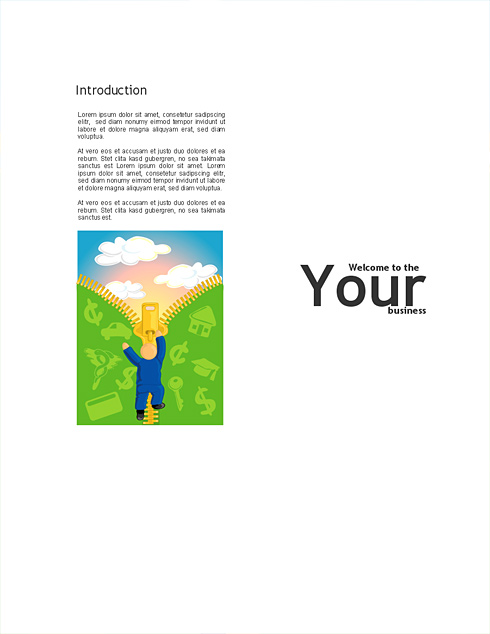 Introduction
Lorem ipsum dolor sit amet, consetetur sadipscing
elitr, sed diam nonumy eirmod tempor invidunt ut
labore et dolore magna aliquyam erat, sed diam
voluptua.
At vero eos et accusam et justo duo dolores et ea
rebum. Stet clita kasd gubergren, no sea takimata
sanctus est Lorem ipsum dolor sit amet. Lorem
ipsum dolor sit amet, consetetur sadipscing elitr,
sed diam nonumy eirmod tempor invidunt ut labore
et dolore magna aliquyam erat, sed diam voluptua.
At vero eos et accusam et justo duo dolores et ea
rebum. Stet clita kasd gubergren, no sea takimata
sanctus est.
Welcome to the
Your
business